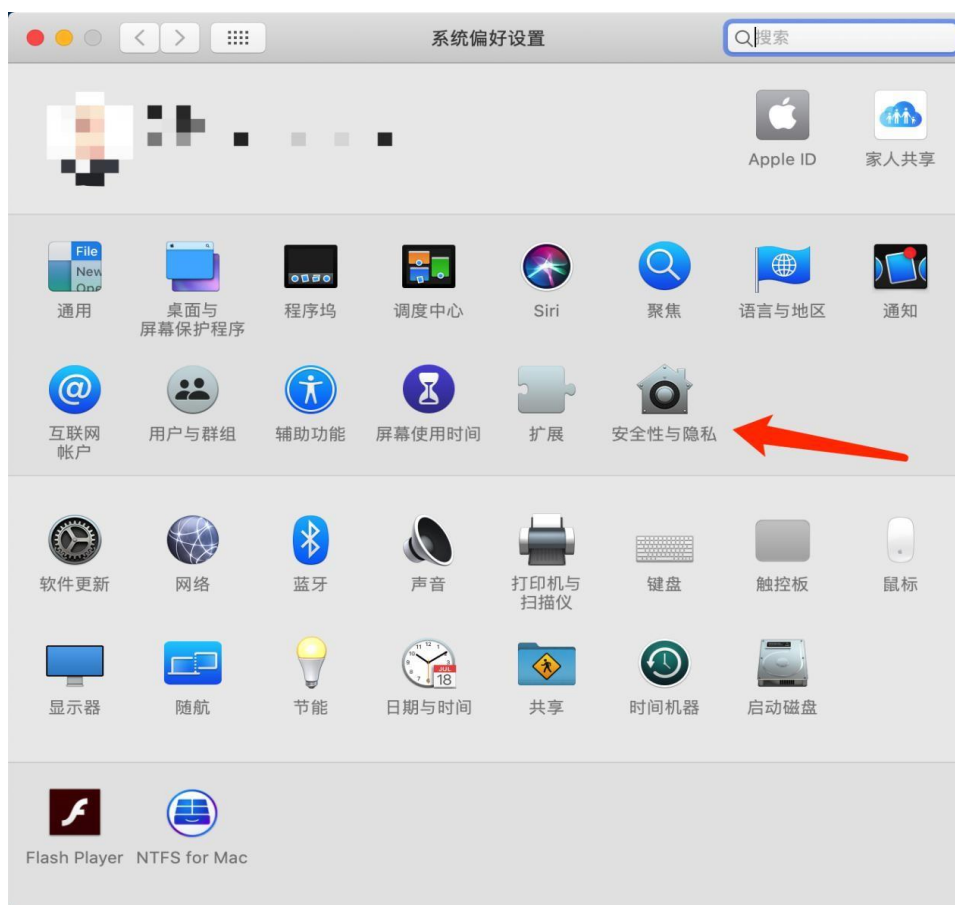 系统偏好设置
搜索
Apple ID
家人共享
File
New
Ope
通用
桌面与
屏幕保护程序
程序坞
调度中心
Siri
聚焦
语言与地区
通知
互联网
帐户
用户与群组
辅助功能
屏幕使用时间
扩展
安全性与隐私
软件更新
网络
蓝牙
声音
打印机与
扫描仪
键盘
触控板
鼠标
显示器
随航
节能
JUL
18
日期与时间
共享
时间机器
启动磁盘
Flash Player
NTFS for Mac